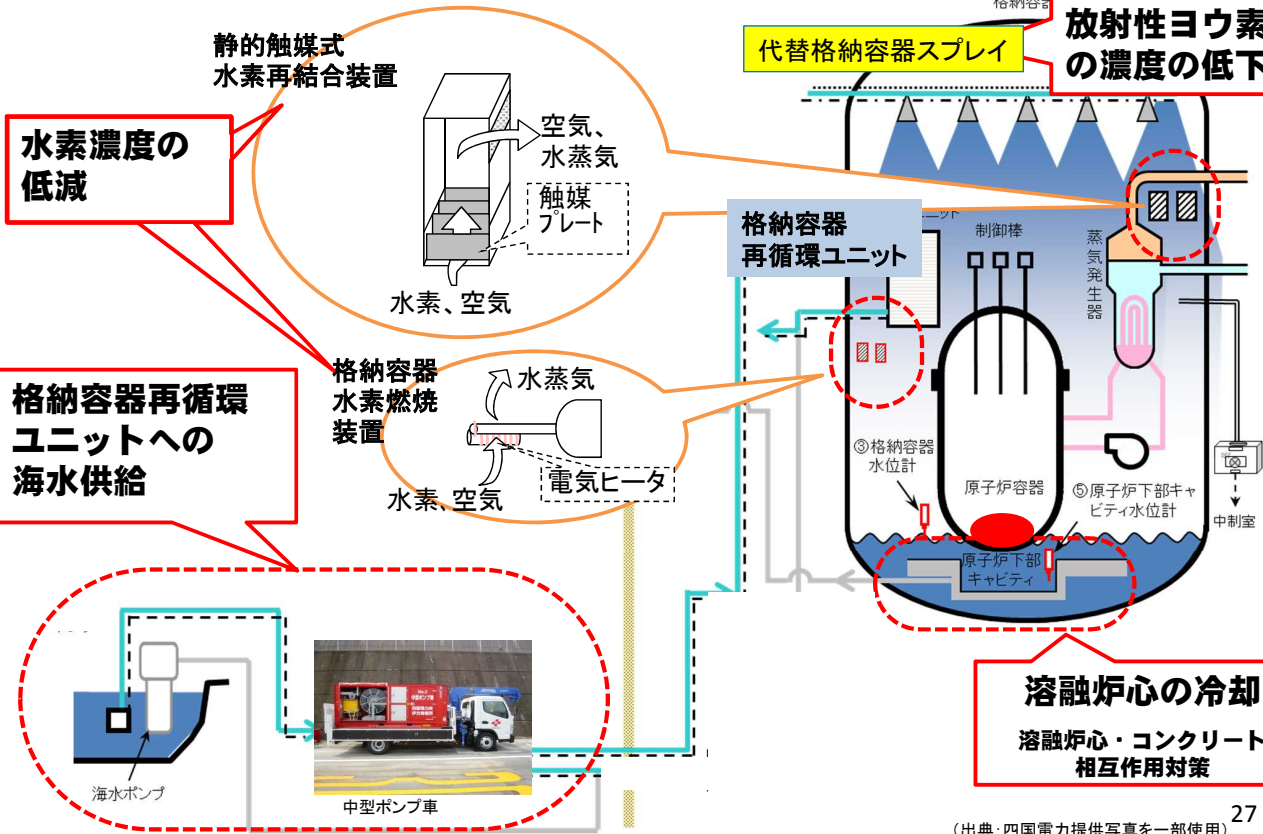 格納容器
放射性ヨウ素
の濃度の低下
代替格納容器スプレイ
静的触媒式
水素再結合装置
水素濃度の
低減
空気、
水蒸気
触媒
プレート
水素、空気
格納容器
再循環ユニット
ニット
制御棒
蒸気発生器
格納容器再循環
ユニットへの
海水供給
格納容器
水素燃焼
装置
水蒸気
電気ヒータ
水素、空気
③格納容器
水位計
原子炉容器
⑤原子炉下部キャ
ビティ水位計
中制室
原子炉下部
キャビティ
海水ポンプ
中型ポンプ車
溶融炉心の冷却
溶融炉心・コンクリート
相互作用対策
(出典:四国電力提供写真を一部使用)
27